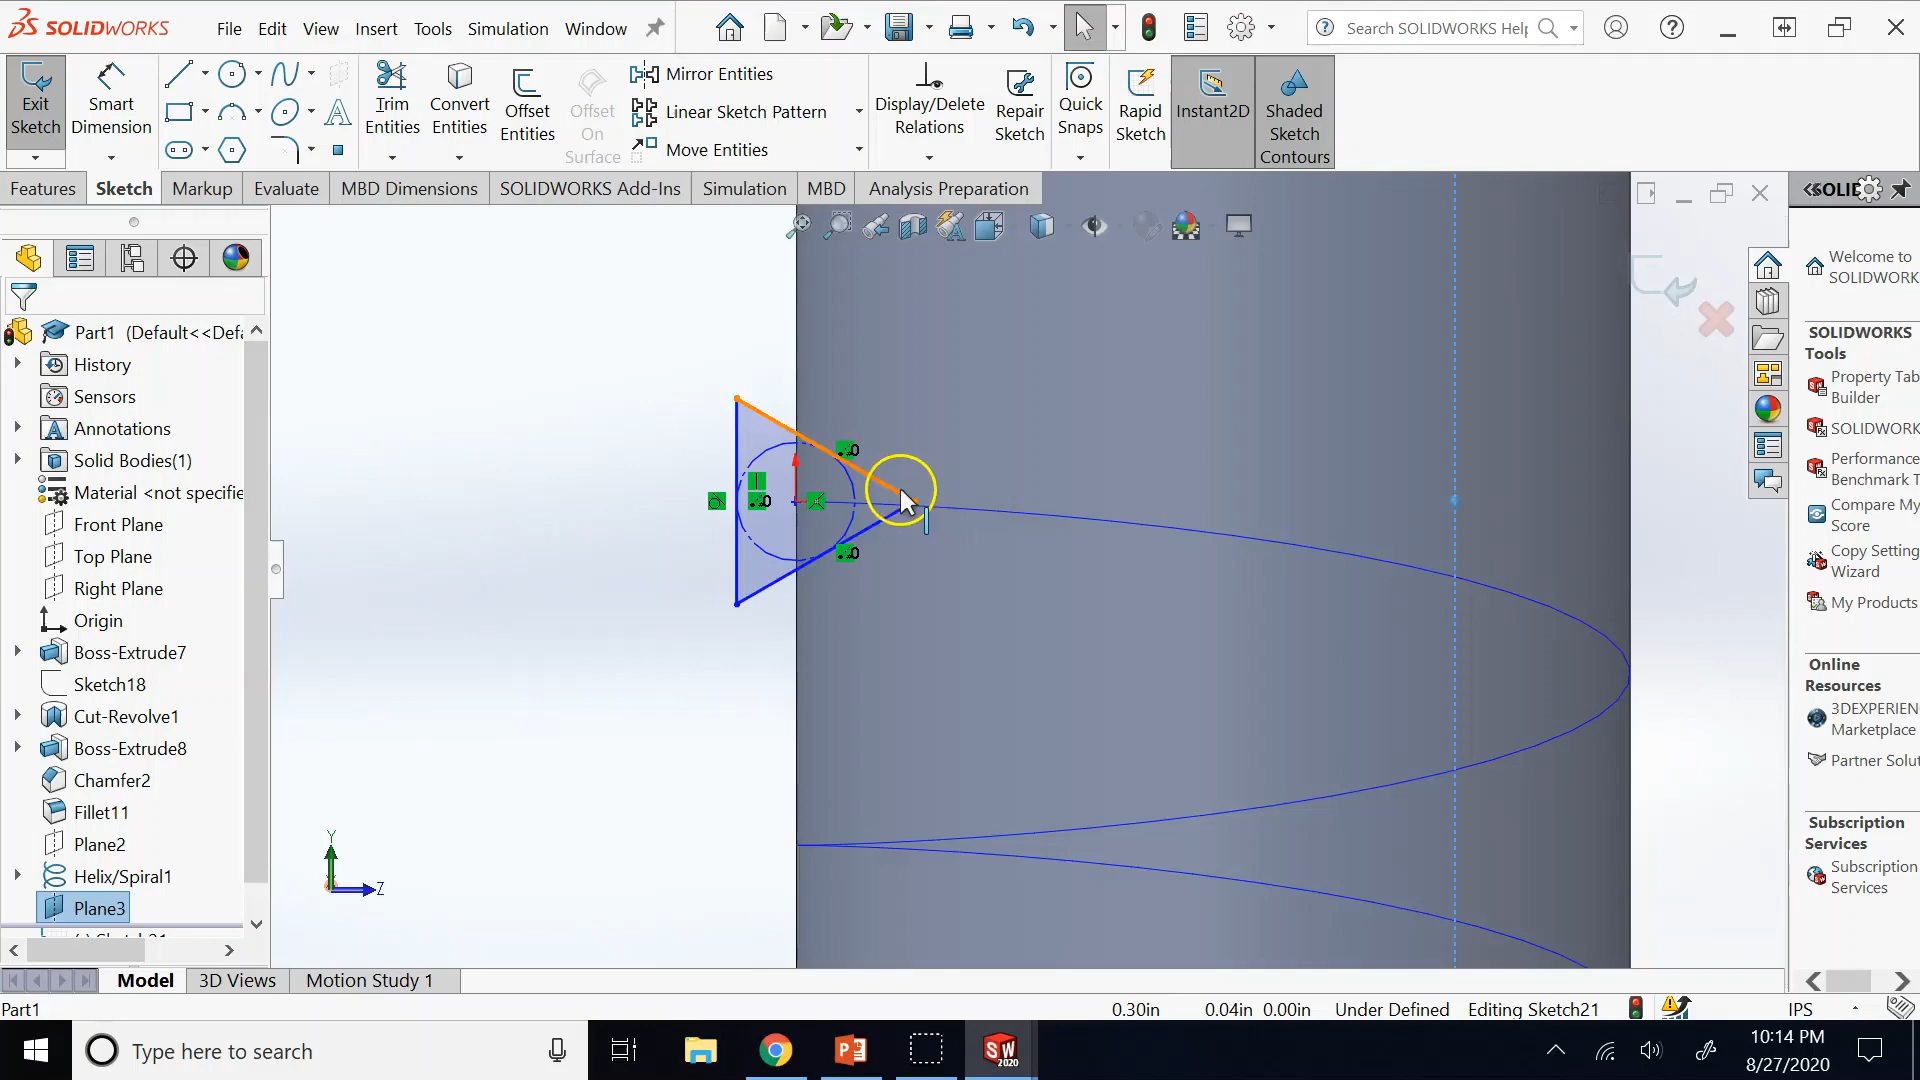 SOLIDWORKS File Edit View Insert Tools Simulation Window Search SOLIDWORKS Help
Exit Sketch
Smart Dimension
Trim Entities
Convert Entities
Offset Entities
Offset On Surface
Mirror Entities
Linear Sketch Pattern
Move Entities
Display/Delete Relations
Repair Sketch
Quick Snaps
Rapid Sketch
Instant2D
Shaded Sketch Contours
Features Sketch Markup Evaluate MBD Dimensions SOLIDWORKS Add-Ins Simulation MBD Analysis Preparation
Part1 (Default<<Defa
History
Sensors
Annotations
Solid Bodies(1)
Material <not specifie
Front Plane
Top Plane
Right Plane
Origin
Boss-Extrude7
Sketch18
Cut-Revolve1
Boss-Extrude8
Chamfer2
Fillet11
Plane2
Helix/Spiral1
Plane3
Y
Z
SOLID
Welcome to
SOLIDWORK
SOLIDWORKS
Tools
Property Tab
Builder
SOLIDWORK
Performance
Benchmark
Compare My
Score
Copy Setting
Wizard
My Products
Online
Resources
3DEXPERIEN
Marketplace
Partner Solut
Subscription
Services
Subscription
Services
Model 3D Views Motion Study 1
Part1 0.30in 0.04in 0.00in Under Defined Editing Sketch21 IPS
Type here to search
SW
2020
10:14 PM
8/27/2020